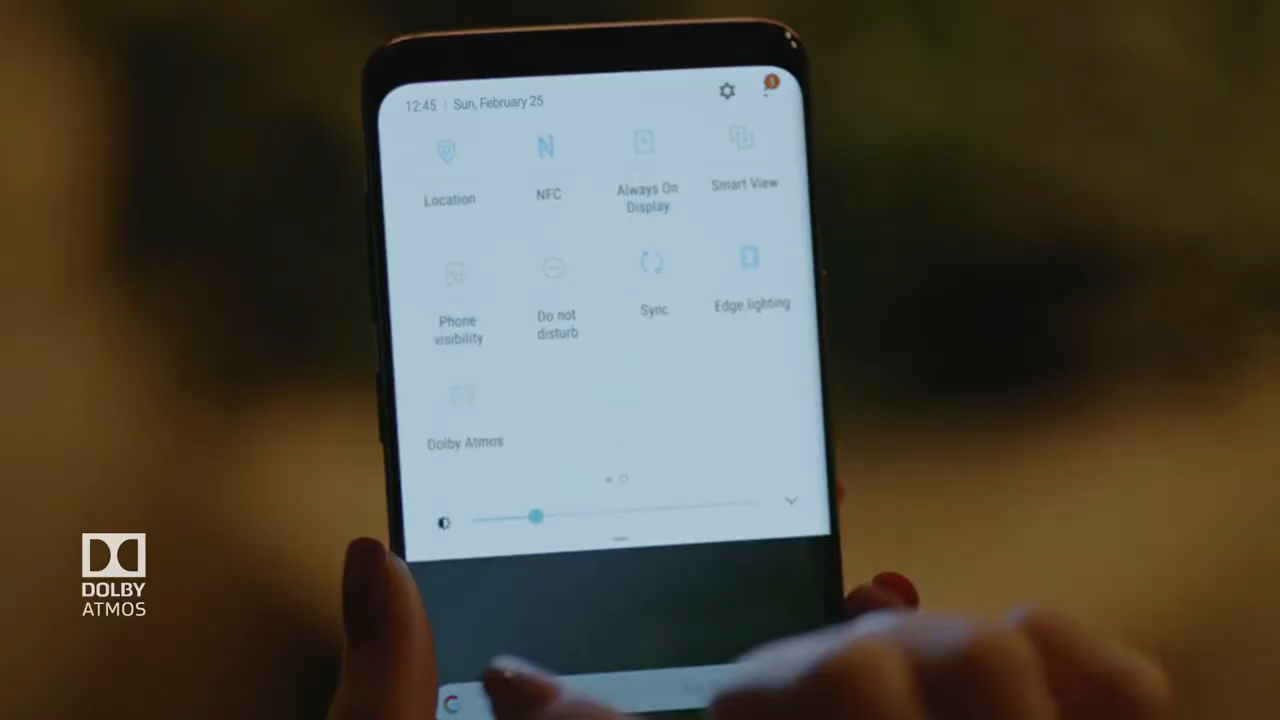 12:45 | Sun, February 25
1
Location
NFC
Always On
Display
Smart View
Phone
visibility
Do not
disturb
Sync
Edge lighting
Dolby Atmos
DOLBY
ATMOS